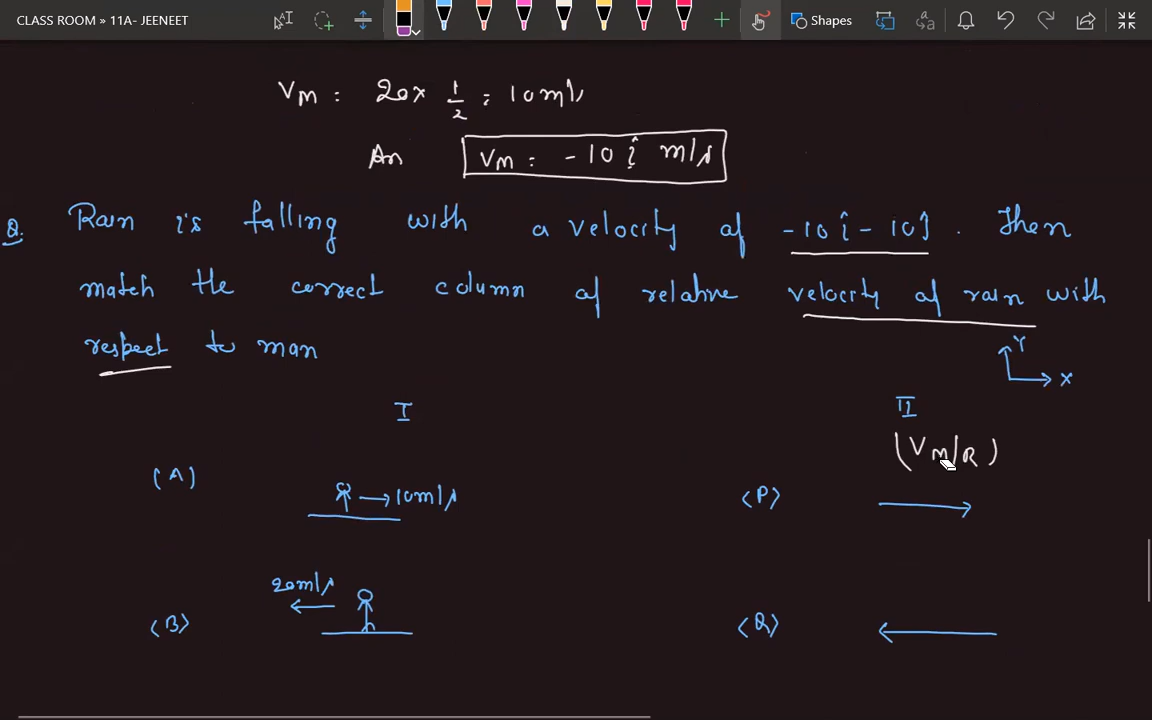 CLASS ROOM » 11A- JEENEET
Shapes
VM : 20x 1/2 = 10m/s
An VM = -10 î m/s
Q. Rain is falling with a velocity of -10î - 10ĵ . Then
match the correct column of relative velocity of rain with
respect to man
Y
X
I II
(VM/R)
(A) 10m/s (P)
20m/s
(B) (Q)